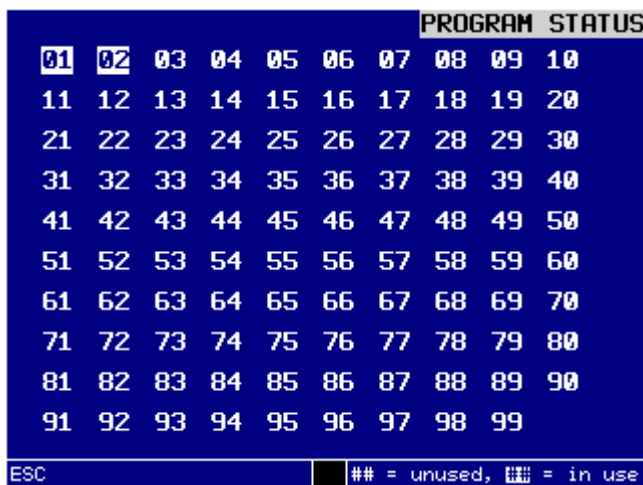 PROGRAM STATUS
01 02 03 04 05 06 07 08 09 10
11 12 13 14 15 16 17 18 19 20
21 22 23 24 25 26 27 28 29 30
31 32 33 34 35 36 37 38 39 40
41 42 43 44 45 46 47 48 49 50
51 52 53 54 55 56 57 58 59 60
61 62 63 64 65 66 67 68 69 70
71 72 73 74 75 76 77 78 79 80
81 82 83 84 85 86 87 88 89 90
91 92 93 94 95 96 97 98 99
ESC ## = unused, ## = in use